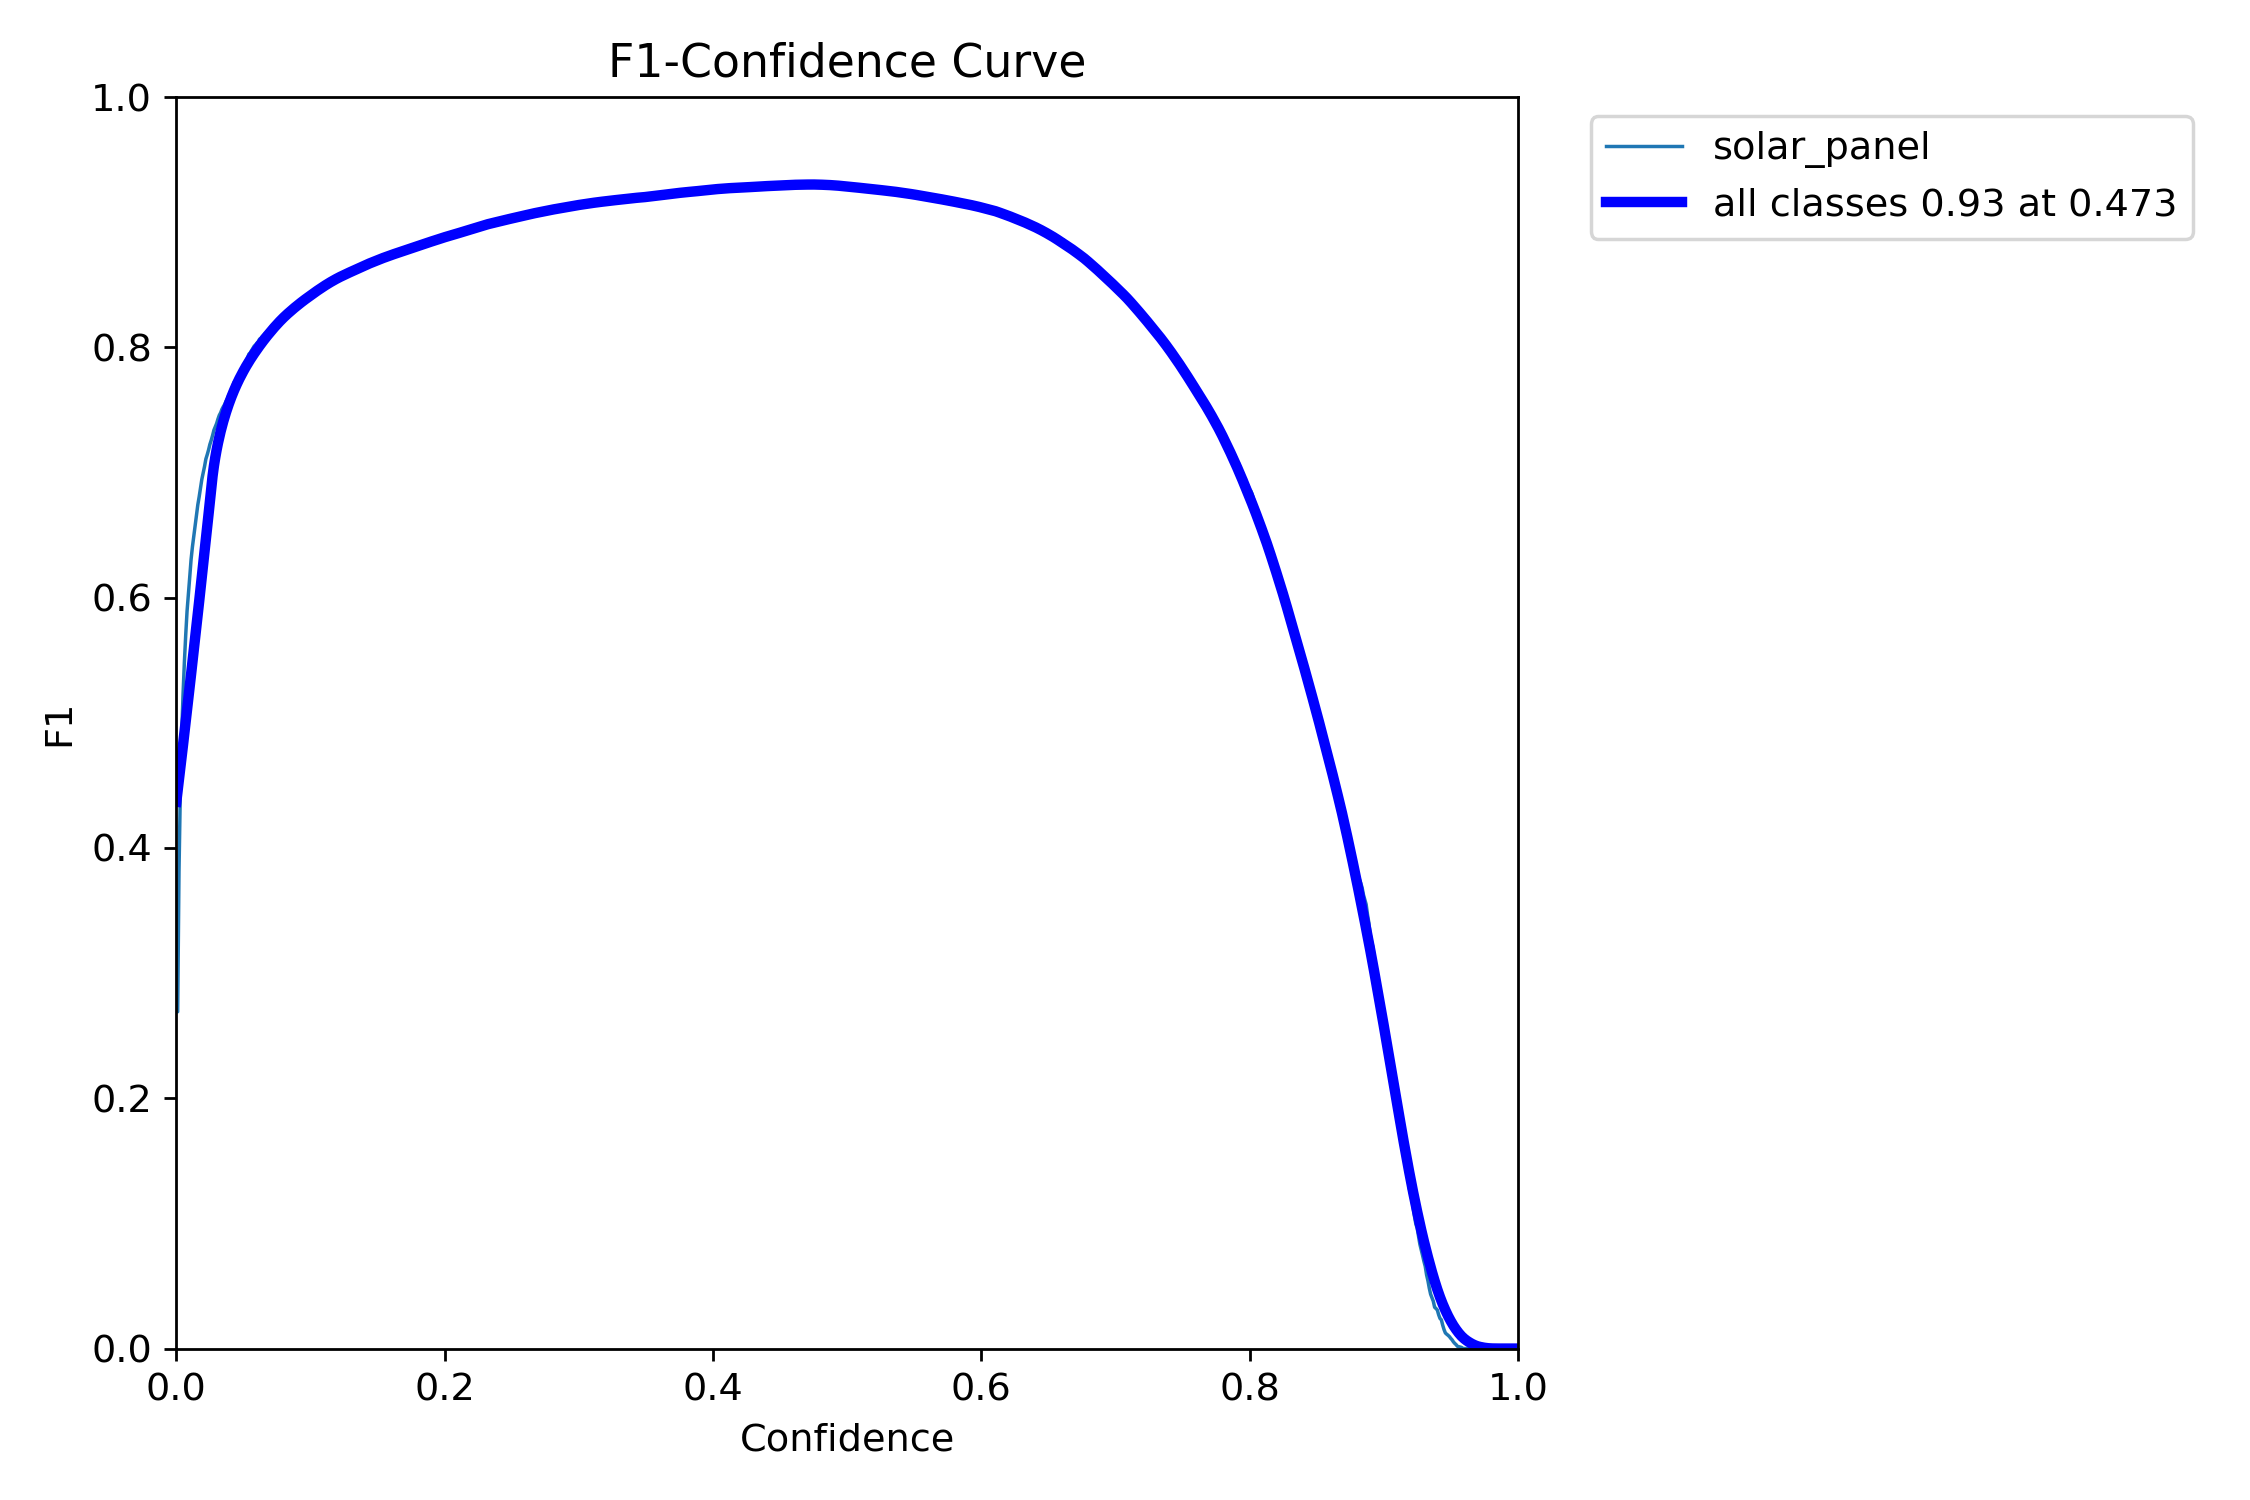 F1-Confidence Curve
1.0
0.8
0.6
0.4
0.2
0.0
F1
0.0 0.2 0.4 0.6 0.8 1.0
Confidence
solar_panel
all classes 0.93 at 0.473